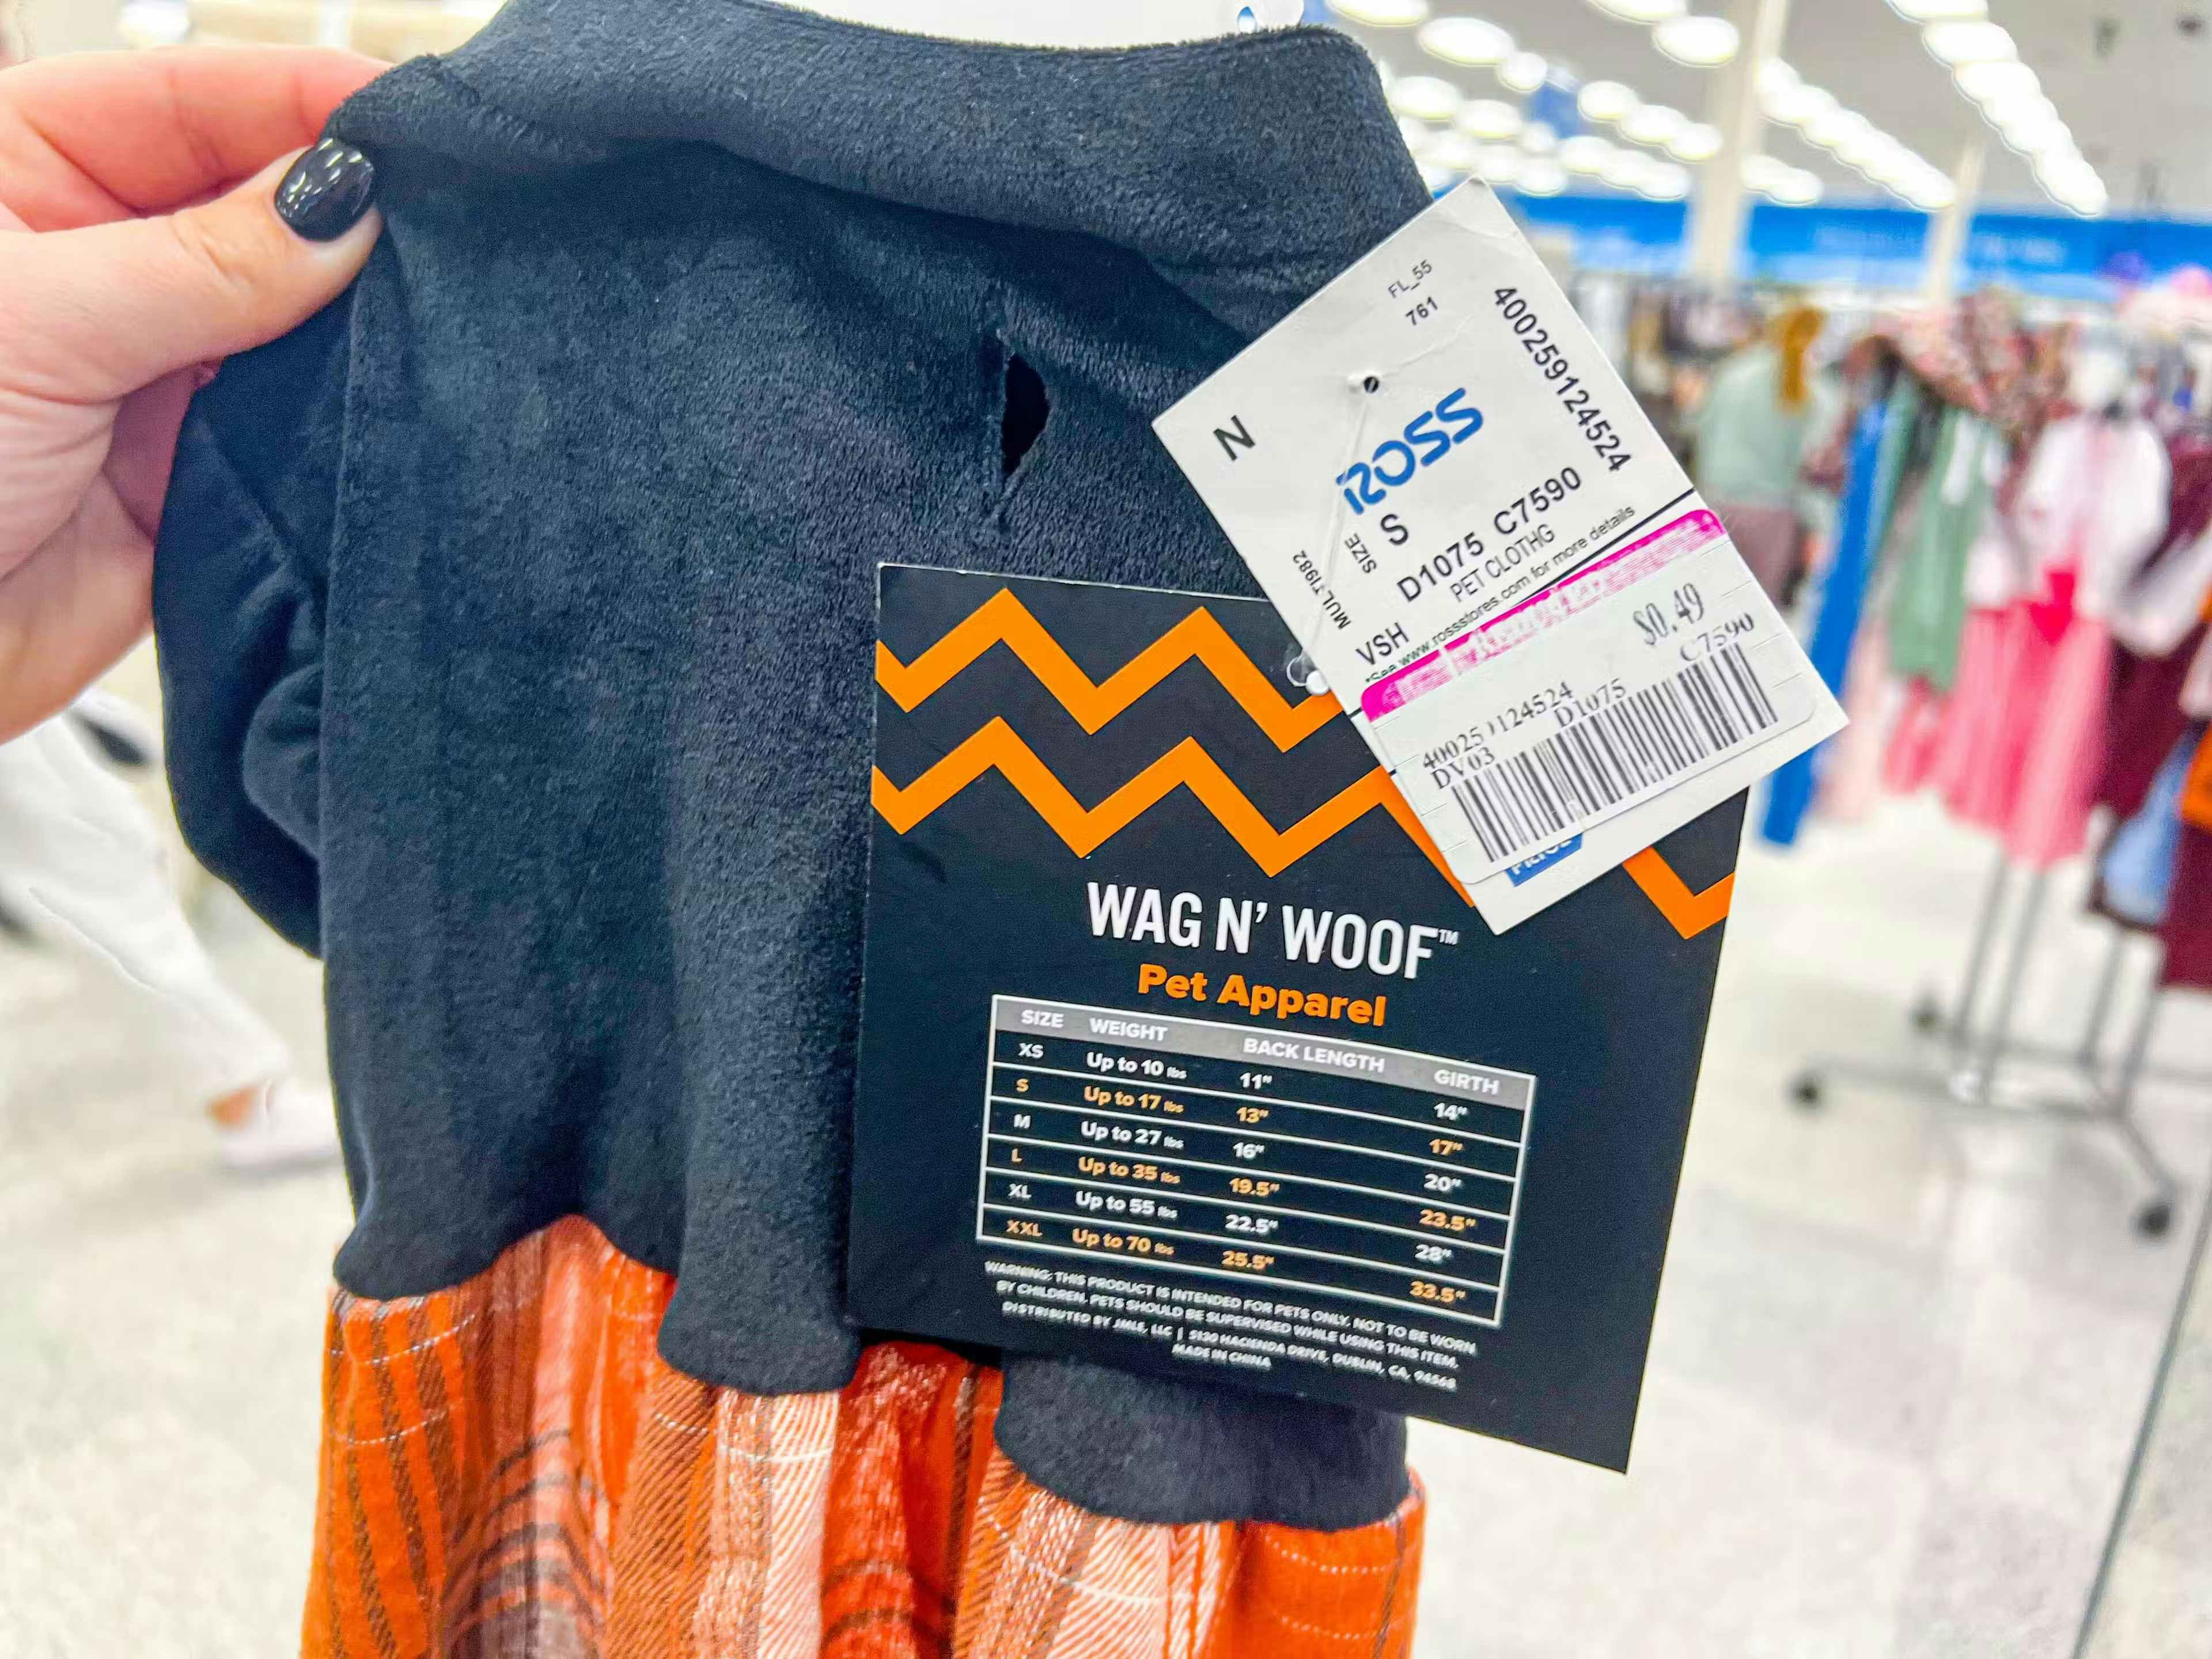 FL_55
761
400259124524
N
ROSS
SIZE S
MULTI982
D1075 C7590
PET CLOTHG
VSH
*See www.rossstores.com for more details
$0.49
C7590
D1075
DV03
WAG N' WOOF™
Pet Apparel
SIZE WEIGHT BACK LENGTH GIRTH
XS Up to 10 lbs 11" 14"
S Up to 17 lbs 13" 17"
M Up to 27 lbs 16" 20"
L Up to 35 lbs 19.5" 23.5"
XL Up to 55 lbs 22.5" 28"
XXL Up to 70 lbs 25.5" 33.5"
WARNING: THIS PRODUCT IS INTENDED FOR PETS ONLY. NOT TO BE WORN
BY CHILDREN. PETS SHOULD BE SUPERVISED WHILE USING THIS ITEM.
DISTRIBUTED BY JMLS, LLC | 5130 HACIENDA DRIVE, DUBLIN, CA, 94568
MADE IN CHINA